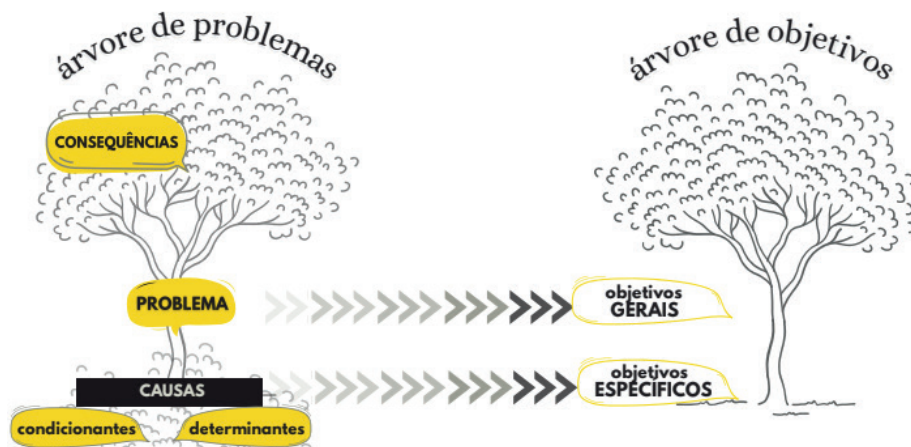 árvore de problemas
árvore de objetivos
CONSEQUÊNCIAS
PROBLEMA
objetivos
GERAIS
CAUSAS
objetivos
ESPECÍFICOS
condicionantes
determinantes